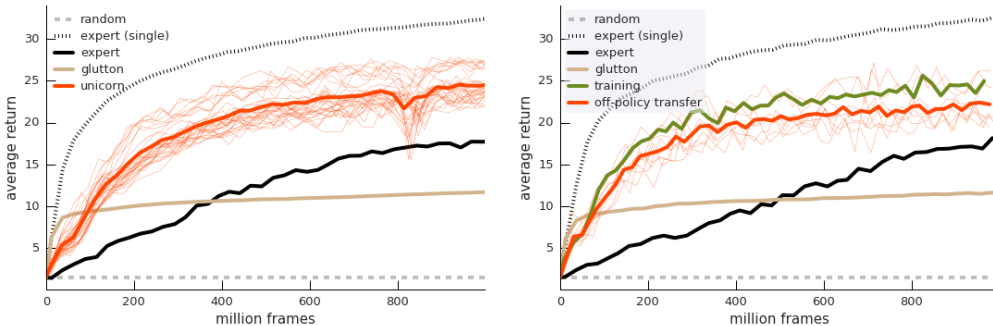 random
expert (single)
expert
glutton
unicorn
average return
30
25
20
15
10
5
0
200
400
600
800
million frames
random
expert (single)
expert
glutton
training
off-policy transfer
average return
30
25
20
15
10
5
0
200
400
600
800
million frames